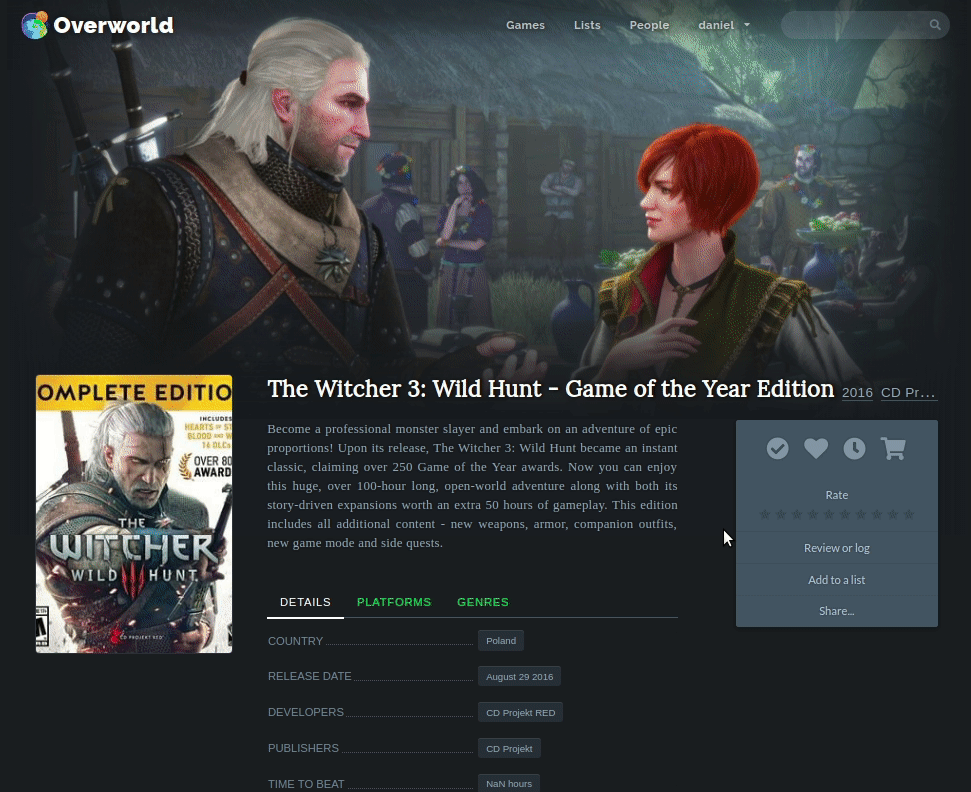 Overworld
Games Lists People daniel
The Witcher 3: Wild Hunt - Game of the Year Edition 2016 CD Pr...
OMPLETE EDITIO
INCLUDES
HEARTS OF ST
BLOOD AND W
16 DLCs
OVER 80
AWARD
THE
WITCHER
WILD HUNT
CD PROJEKT RED
Become a professional monster slayer and embark on an adventure of epic
proportions! Upon its release, The Witcher 3: Wild Hunt became an instant
classic, claiming over 250 Game of the Year awards. Now you can enjoy
this huge, over 100-hour long, open-world adventure along with both its
story-driven expansions worth an extra 50 hours of gameplay. This edition
includes all additional content - new weapons, armor, companion outfits,
new game mode and side quests.
Rate
Review or log
Add to a list
Share...
DETAILS PLATFORMS GENRES
COUNTRY Poland
RELEASE DATE August 29 2016
DEVELOPERS CD Projekt RED
PUBLISHERS CD Projekt
TIME TO BEAT NaN hours